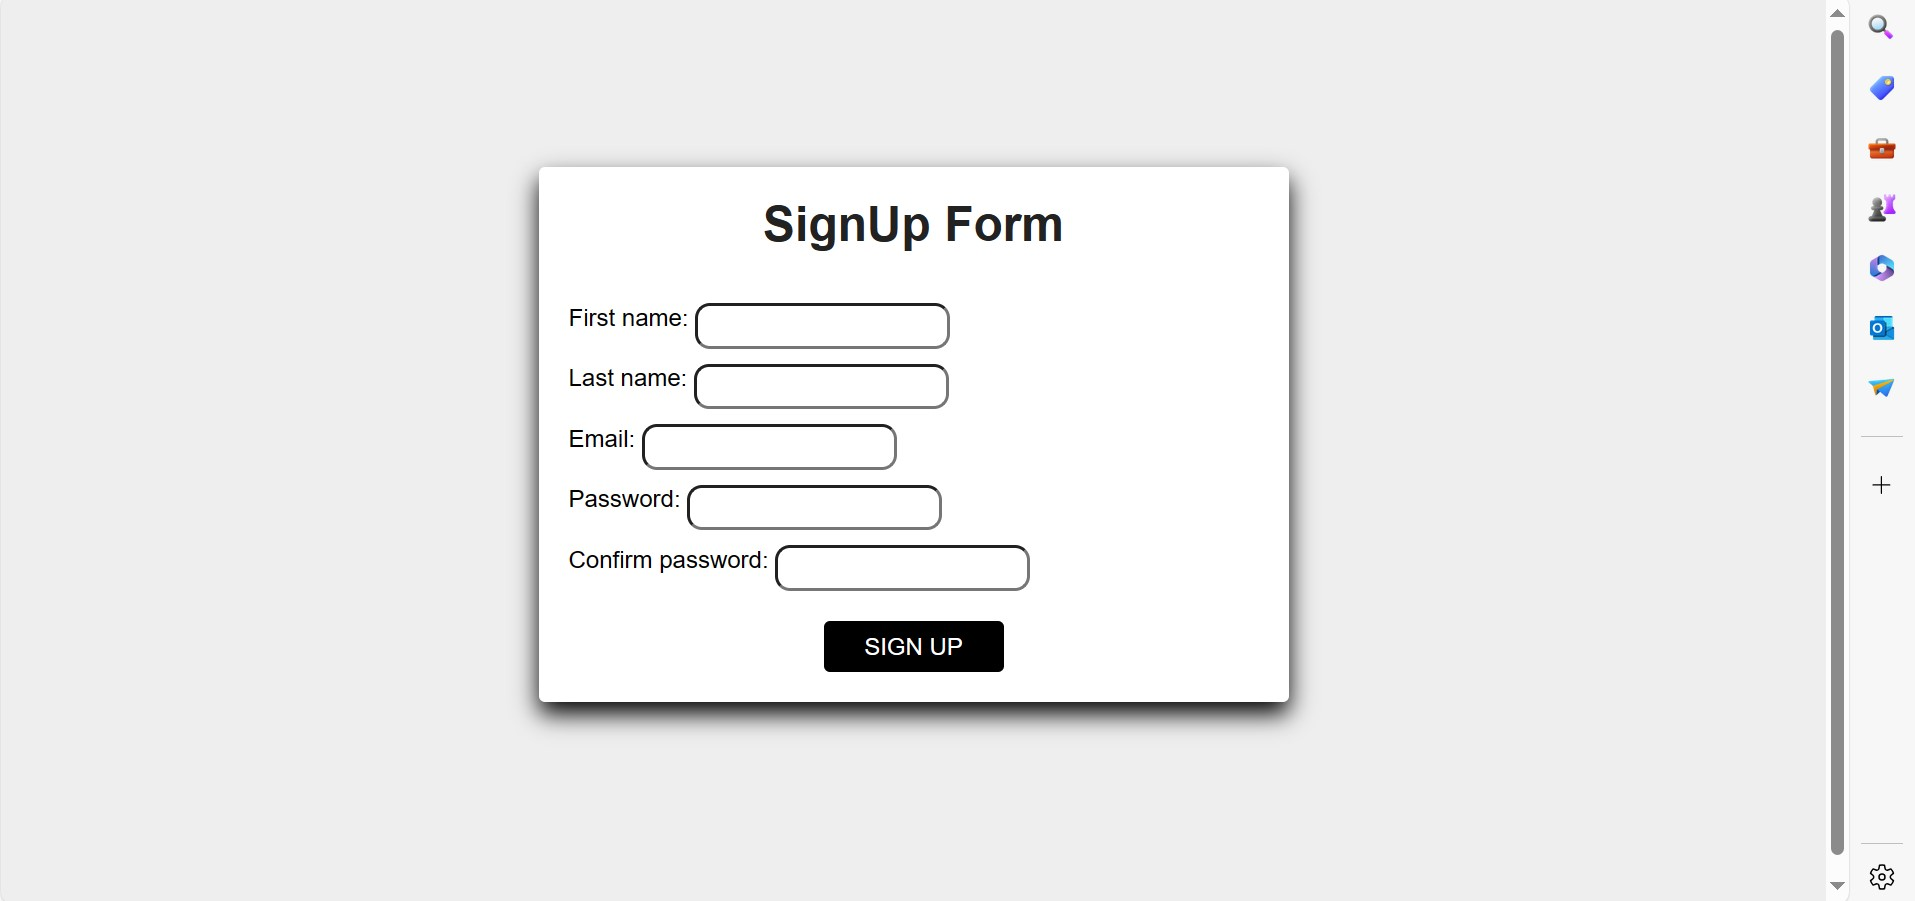 SignUp Form
First name:
Last name:
Email:
Password:
Confirm password:
SIGN UP